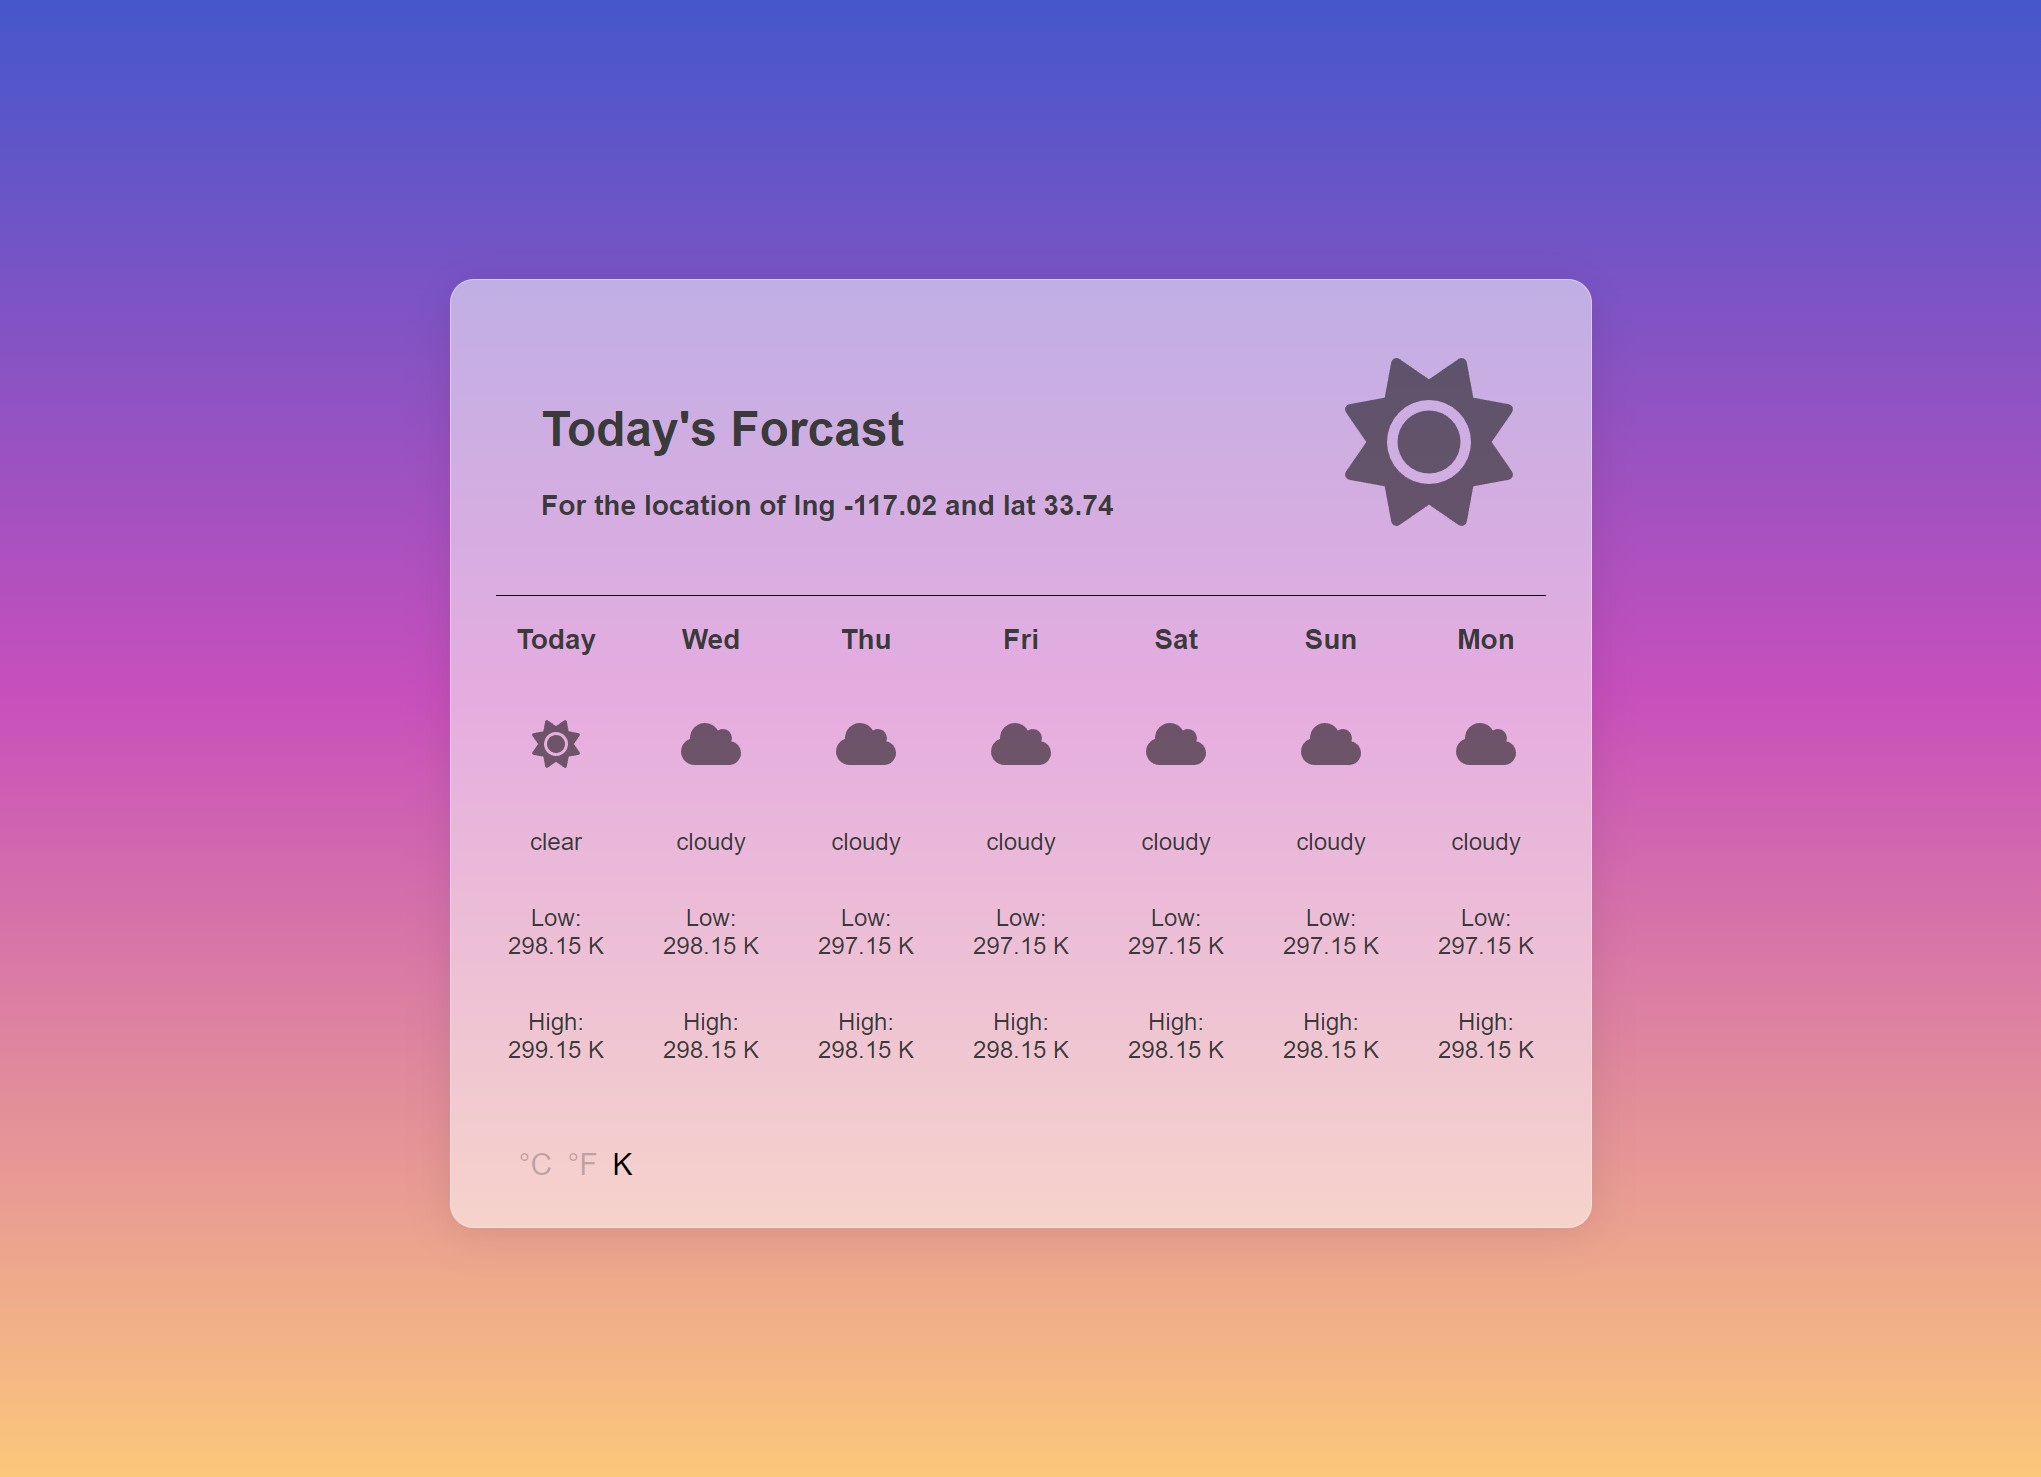 Today's Forcast
For the location of lng -117.02 and lat 33.74
Today Wed Thu Fri Sat Sun Mon
clear cloudy cloudy cloudy cloudy cloudy cloudy
Low: Low: Low: Low: Low: Low: Low:
298.15 K 298.15 K 297.15 K 297.15 K 297.15 K 297.15 K 297.15 K
High: High: High: High: High: High: High:
299.15 K 298.15 K 298.15 K 298.15 K 298.15 K 298.15 K 298.15 K
°C °F K